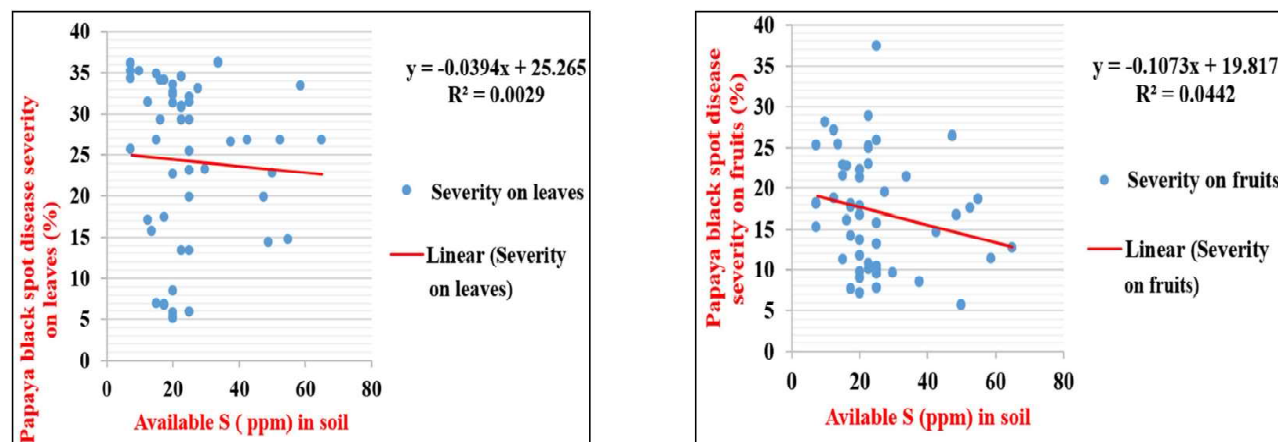 40
35
30
25
20
15
10
5
0
0 20 40 60 80
Papaya black spot disease severity
on leaves (%)
Available S ( ppm) in soil
y = -0.0394x + 25.265
R² = 0.0029
Severity on leaves
Linear (Severity
on leaves)
40
35
30
25
20
15
10
5
0
0 20 40 60 80
Papaya black spot disease
severity on fruits (%)
Avilable S (ppm) in soil
y = -0.1073x + 19.817
R² = 0.0442
Severity on fruits
Linear (Severity
on fruits)